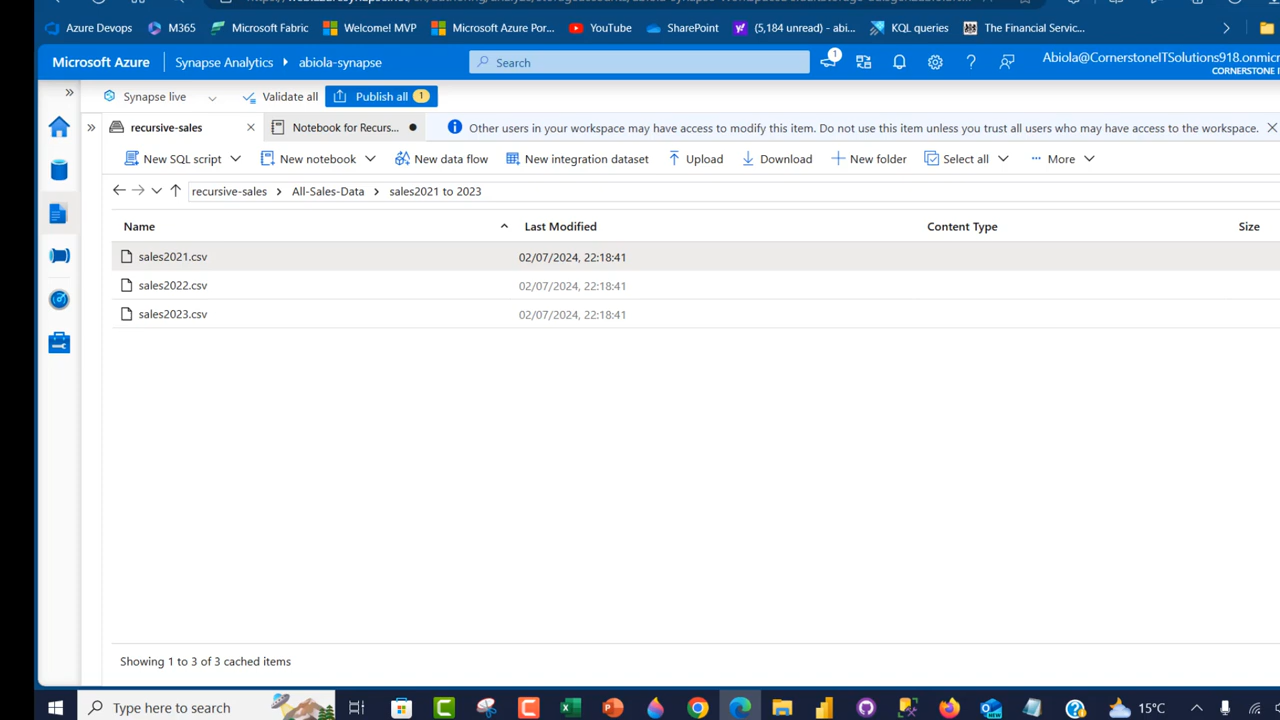 Azure Devops M365 Microsoft Fabric Welcome! MVP Microsoft Azure Por... YouTube SharePoint (5,184 unread) - abi... KQL queries The Financial Servic...
Microsoft Azure Synapse Analytics abiola-synapse Search 1 Abiola@CornerstoneITSolutions918.onmicr
CORNERSTONE IT
Synapse live Validate all Publish all 1
recursive-sales Notebook for Recurs... Other users in your workspace may have access to modify this item. Do not use this item unless you trust all users who may have access to the workspace.
New SQL script New notebook New data flow New integration dataset Upload Download New folder Select all More
recursive-sales All-Sales-Data sales2021 to 2023
Name Last Modified Content Type Size
sales2021.csv 02/07/2024, 22:18:41
sales2022.csv 02/07/2024, 22:18:41
sales2023.csv 02/07/2024, 22:18:41
Showing 1 to 3 of 3 cached items
Type here to search 15°C